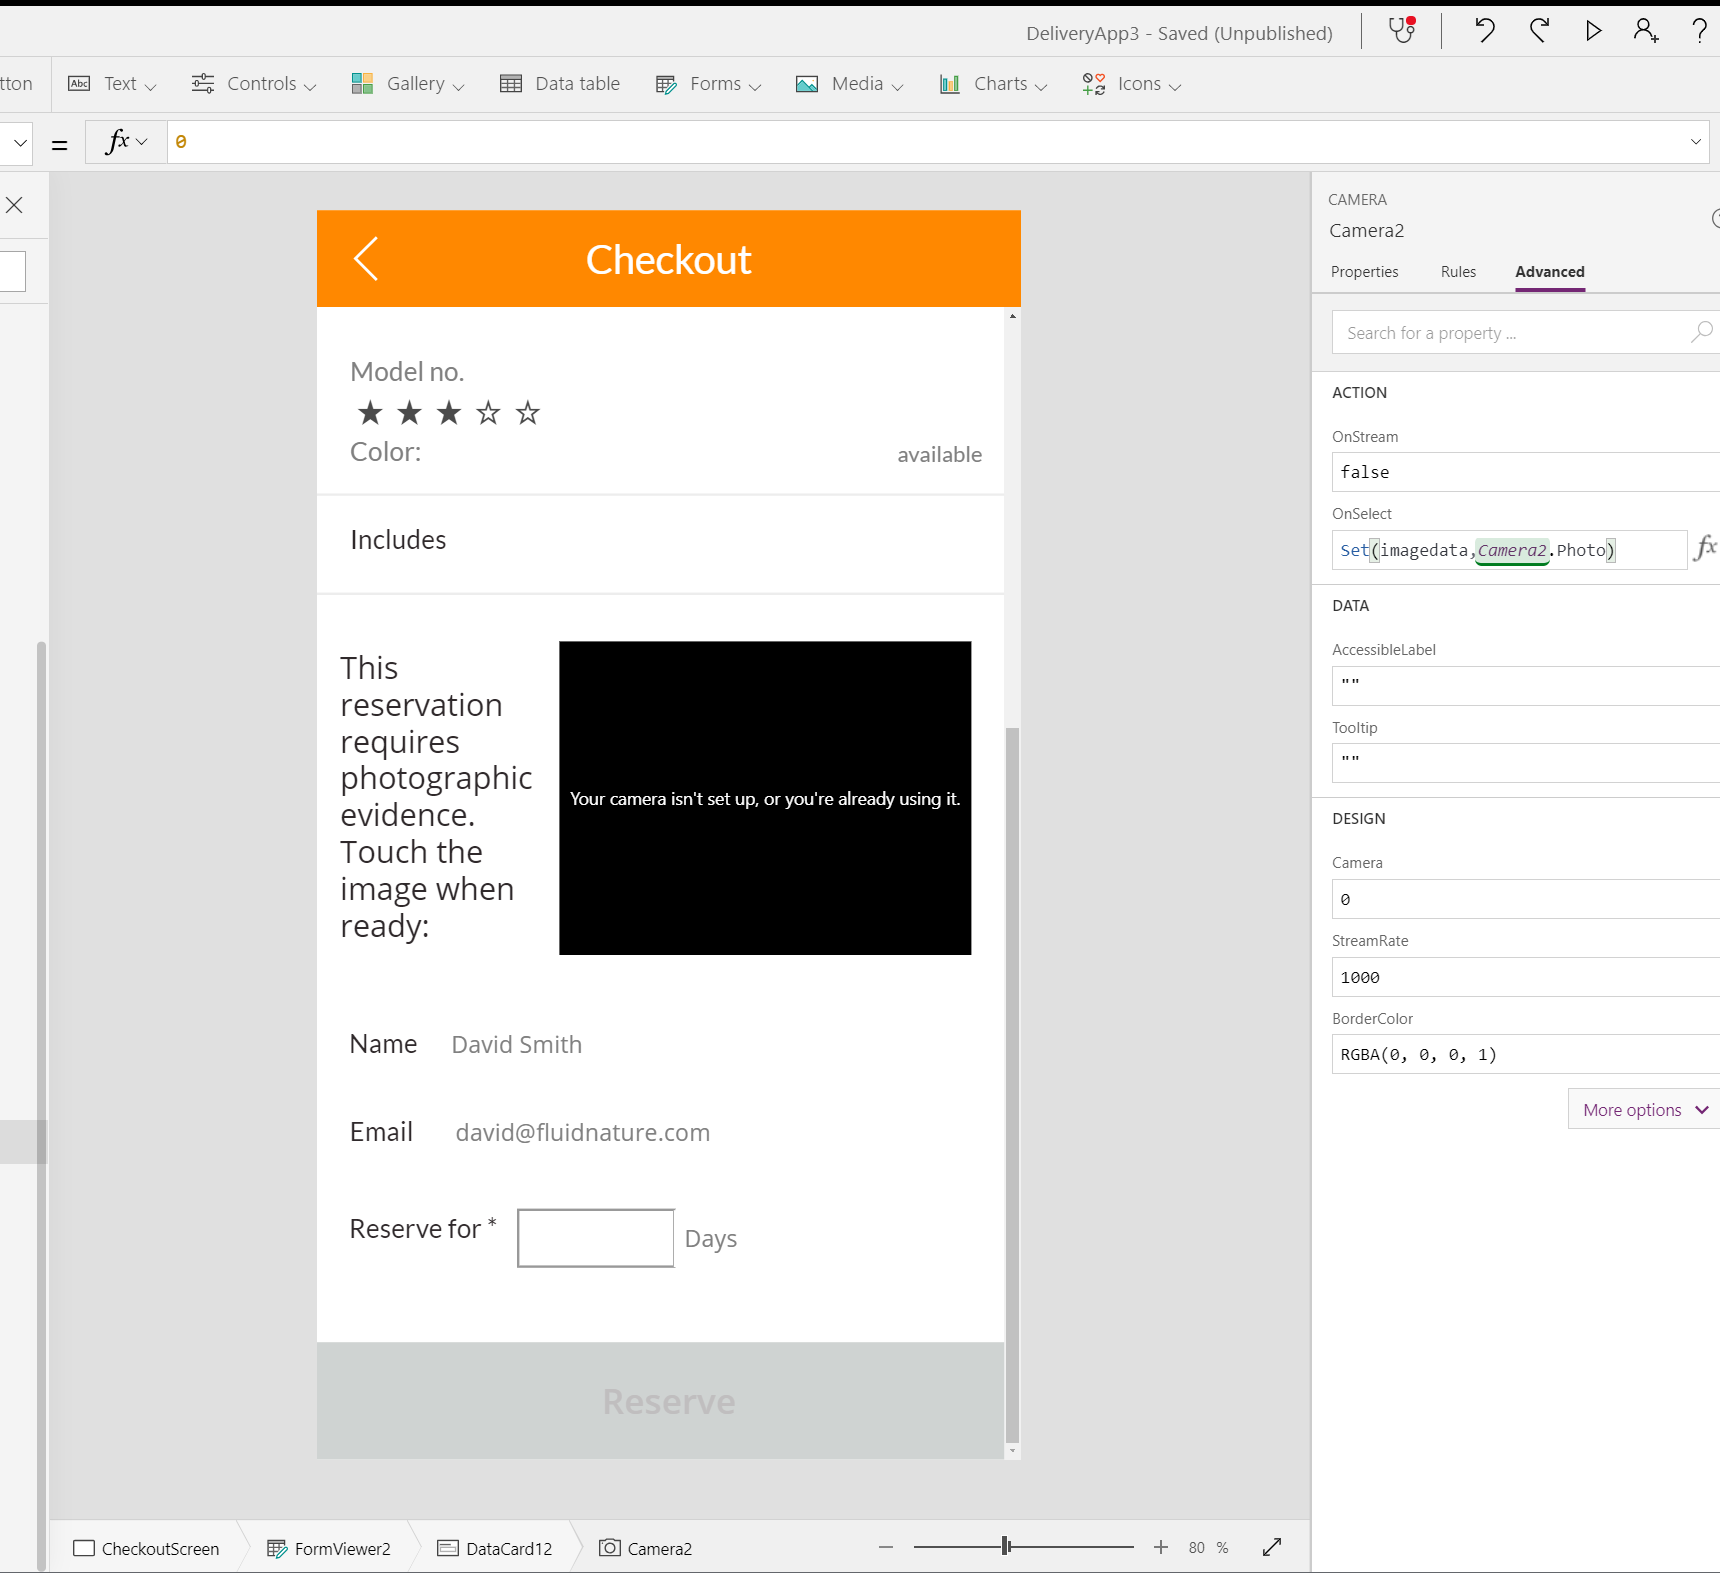 DeliveryApp3 - Saved (Unpublished)
tton
Abc Text
Controls
Gallery
Data table
Forms
Media
Charts
Icons
= fx 0
Checkout
Model no.
Color:
available
Includes
This
reservation
requires
photographic
evidence.
Touch the
image when
ready:
Your camera isn't set up, or you're already using it.
Name David Smith
Email david@fluidnature.com
Reserve for * Days
Reserve
CheckoutScreen
FormViewer2
DataCard12
Camera2
80 %
CAMERA
Camera2
Properties Rules Advanced
Search for a property ...
ACTION
OnStream
false
OnSelect
Set(imagedata,Camera2.Photo) fx
DATA
AccessibleLabel
""
Tooltip
""
DESIGN
Camera
0
StreamRate
1000
BorderColor
RGBA(0, 0, 0, 1)
More options